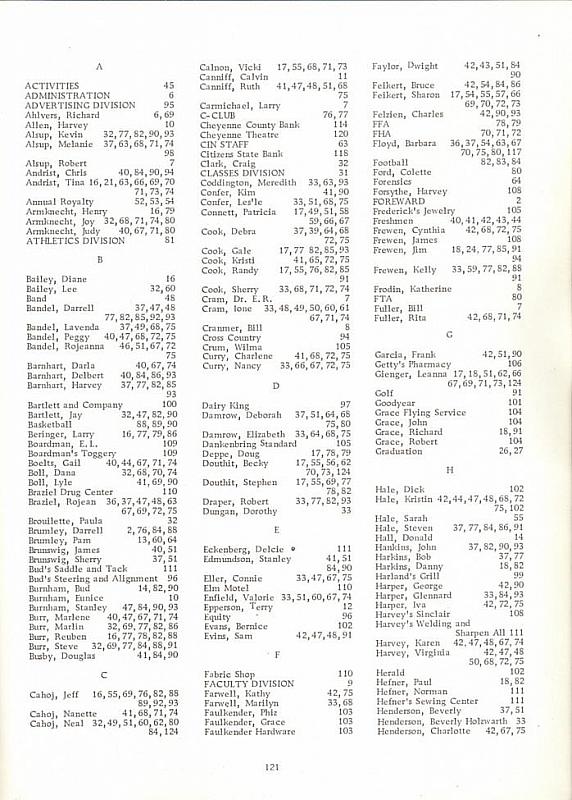 A
ACTIVITIES 45
ADMINISTRATION 6
ADVERTISING DIVISION 95
Ahlvers, Richard 6,69
Allen, Harvey 10
Alsup, Kevin 32,77,82,90,93
Alsup, Melanie 37,63,68,71,74
98
Alsup, Robert 7
Andrist, Chris 40,84,90,94
Andrist, Tina 16,21,63,66,69,70
71,73,74
Annual Royalty 52,53,54
Armknecht, Henry 16,79
Armknecht, Joy 32,68,71,74,80
Armknecht, Judy 40,67,71,80
ATHLETICS DIVISION 81
B
Bailey, Diane 16
Bailey, Lee 32,60
Band 48
Bandel, Darrell 37,47,48
77,82,85,92,93
Bandel, Lavenda 37,49,68,75
Bandel, Peggy 40,47,68,72,75
Bandel, Rojeanna 46,51,67,72
75
Barnhart, Darla 40,67,74
Barnhart, Delbert 40,84,86,93
Barnhart, Harvey 37,77,82,85
93
Bartlett and Company 100
Bartlett, Jay 32,47,82,90
Basketball 88,89,90
Beringer, Larry 16,77,79,86
Boardman, E.L. 109
Boardman's Toggery 109
Boelts, Gail 40,44,67,71,74
Boll, Dana 32,68,70,74
Boll, Lyle 41,69,90
Braziel Drug Center 110
Braziel, Rojean 36,37,47,48,63
67,69,72,75
Brouilette, Paula 32
Brumley, Darrell 2,76,84,88
Brumley, Pam 13,60,64
Brunswig, James 40,51
Brunswig, Sherry 37,51
Bud's Saddle and Tack 111
Bud's Steering and Alignment 96
Burnham, Bud 14,82,90
Burnham, Eunice 10
Burnham, Stanley 47,84,90,93
Burr, Marlene 40,47,67,71,74
Burr, Marlin 32,69,77,82,86
Burr, Reuben 16,77,78,82,88
Burr, Steve 32,69,77,84,88,91
Busby, Douglas 41,84,90
C
Cahoj, Jeff 16,55,69,76,82,88
89,92,93
Cahoj, Nanette 41,68,71,74
Cahoj, Neal 32,49,51,60,62,80
84,124
Calnon, Vicki 17,55,68,71,73
Canniff, Calvin 11
Canniff, Ruth 41,47,48,51,68
75
Carmichael, Larry 7
C-CLUB 76,77
Cheyenne County Bank 114
Cheyenne Theatre 120
CIN STAFF 63
Citizens State Bank 118
Clark, Craig 32
CLASSES DIVISION 31
Coddington, Meredith 33,63,93
Confer, Kim 41,90
Confer, Leslie 33,51,68,75
Connett, Patricia 17,49,51,58
59,66,67
Cook, Debra 37,39,64,68
72,75
Cook, Gale 17,77 82,85,93
Cook, Kristi 41,65,72,75
Cook, Randy 17,55,76,82,85
91
Cook, Sherry 33,68,71,72,74
Cram, Dr. E.R. 7
Cram, Ione 33,48,49,50,60,61
67,71,74
Cranmer, Bill 8
Cross Country 94
Crum, Wilma 105
Curry, Charlene 41,68,72,75
Curry, Nancy 33,66,67,72,75
D
Dairy King 97
Damrow, Deborah 37,51,64,68
75,80
Damrow, Elizabeth 33,64,68,75
Dankenbring Standard 105
Deppe, Doug 17,78,79
Douthit, Becky 17,55,56,62
70,73,124
Douthit, Stephen 17,55,69,77
78,82
Draper, Robert 33,77,82,93
Dungan, Dorothy 33
E
Eckenberg, Delcie 111
Edmundson, Stanley 41,51
84,90
Eller, Connie 33,47,67,75
Elm Motel 110
Enfield, Valorie 33,51,60,67,74
Epperson, Terry 12
Equity 96
Evans, Bernice 102
Evins, Sam 42,47,48,91
F
Fabric Shop 110
FACULTY DIVISION 9
Farwell, Kathy 42,75
Farwell, Marilyn 33,68
Faulkender, Phiz 103
Faulkender, Grace 103
Faulkender Hardware 103
Faylor, Dwight 42,43,51,84
90
Feikert, Bruce 42,54,84,86
Feikert, Sharon 17,54,55,57,66
69,70,72,73
Felzien, Charles 42,90,93
FFA 78,79
FHA 70,71,72
Floyd, Barbara 36,37,54,63,67
70,75,80,117
Football 82,83,84
Ford, Colette 80
Forensics 64
Forsythe, Harvey 108
FOREWARD 2
Frederick's Jewelry 105
Freshmen 40,41,42,43,44
Frewen, Cynthia 42,68,72,75
Frewen, James 108
Frewen, Jim 18,24,77,85,91
94
Frewen, Kelly 33,59,77,82,88
91
Frodin, Katherine 8
FTA 80
Fuller, Bill 7
Fuller, Rita 42,68,71,74
G
Garcia, Frank 42,51,90
Getty's Pharmacy 106
Gienger, Leanna 17,18,51,62,66
67,69,71,73,124
Golf 91
Goodyear 101
Grace Flying Service 104
Grace, John 104
Grace, Richard 18,91
Grace, Robert 104
Graduation 26,27
H
Hale, Dick 102
Hale, Kristin 42,44,47,48,68,72
75,102
Hale, Sarah 55
Hale, Steven 37,77,84,86,91
Hall, Donald 14
Hankins, John 37,82,90,93
Harkins, Bob 37,77
Harkins, Danny 18,82
Harland's Grill 99
Harper, George 42,90
Harper, Glennard 33,84,93
Harper, Iva 42,72,75
Harvey's Sinclair 108
Harvey's Welding and
Sharpen All 111
Harvey, Karen 42,47,48,67,74
Harvey, Virginia 42,47,48
50,68,72,75
Herald 102
Hefner, Paul 18,82
Hefner, Norman 111
Hefner's Sewing Center 111
Henderson, Beverly 37,51
Henderson, Beverly Holzwarth 33
Henderson, Charlotte 42,67,75
121